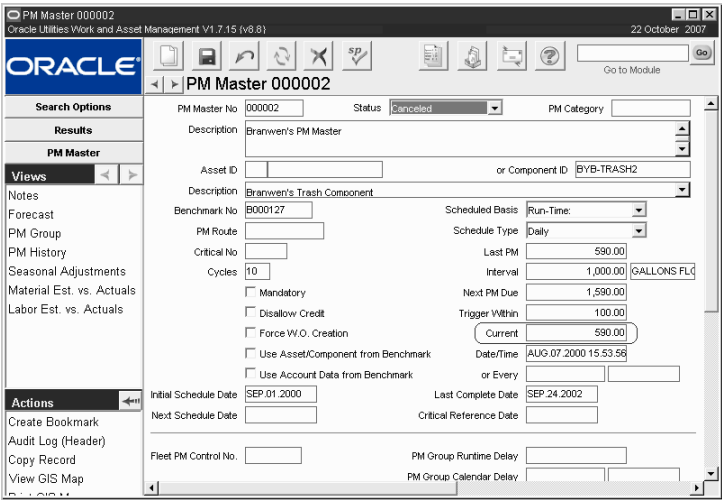 PM Master 000002
Oracle Utilities Work and Asset Management V1.7.15 {v8.8}
22 October 2007
ORACLE
sp
Go
Go to Module
PM Master 000002
Search Options
Results
PM Master
Views
Notes
Forecast
PM Group
PM History
Seasonal Adjustments
Material Est. vs. Actuals
Labor Est. vs. Actuals
Actions
Create Bookmark
Audit Log (Header)
Copy Record
View GIS Map
PM Master No 000002 Status Canceled PM Category
Description Branwen's PM Master
Asset ID or Component ID BYB-TRASH2
Description Branwen's Trash Component
Benchmark No B000127 Scheduled Basis Run-Time:
PM Route Schedule Type Daily
Critical No Last PM 590.00
Cycles 10 Interval 1,000.00 GALLONS FLO
Mandatory Next PM Due 1,590.00
Disallow Credit Trigger Within 100.00
Force W.O. Creation Current 590.00
Use Asset/Component from Benchmark Date/Time AUG.07.2000 15.53.56
Use Account Data from Benchmark or Every
Initial Schedule Date SEP.01.2000 Last Complete Date SEP.24.2002
Next Schedule Date Critical Reference Date
Fleet PM Control No. PM Group Runtime Delay
PM Group Calendar Delay